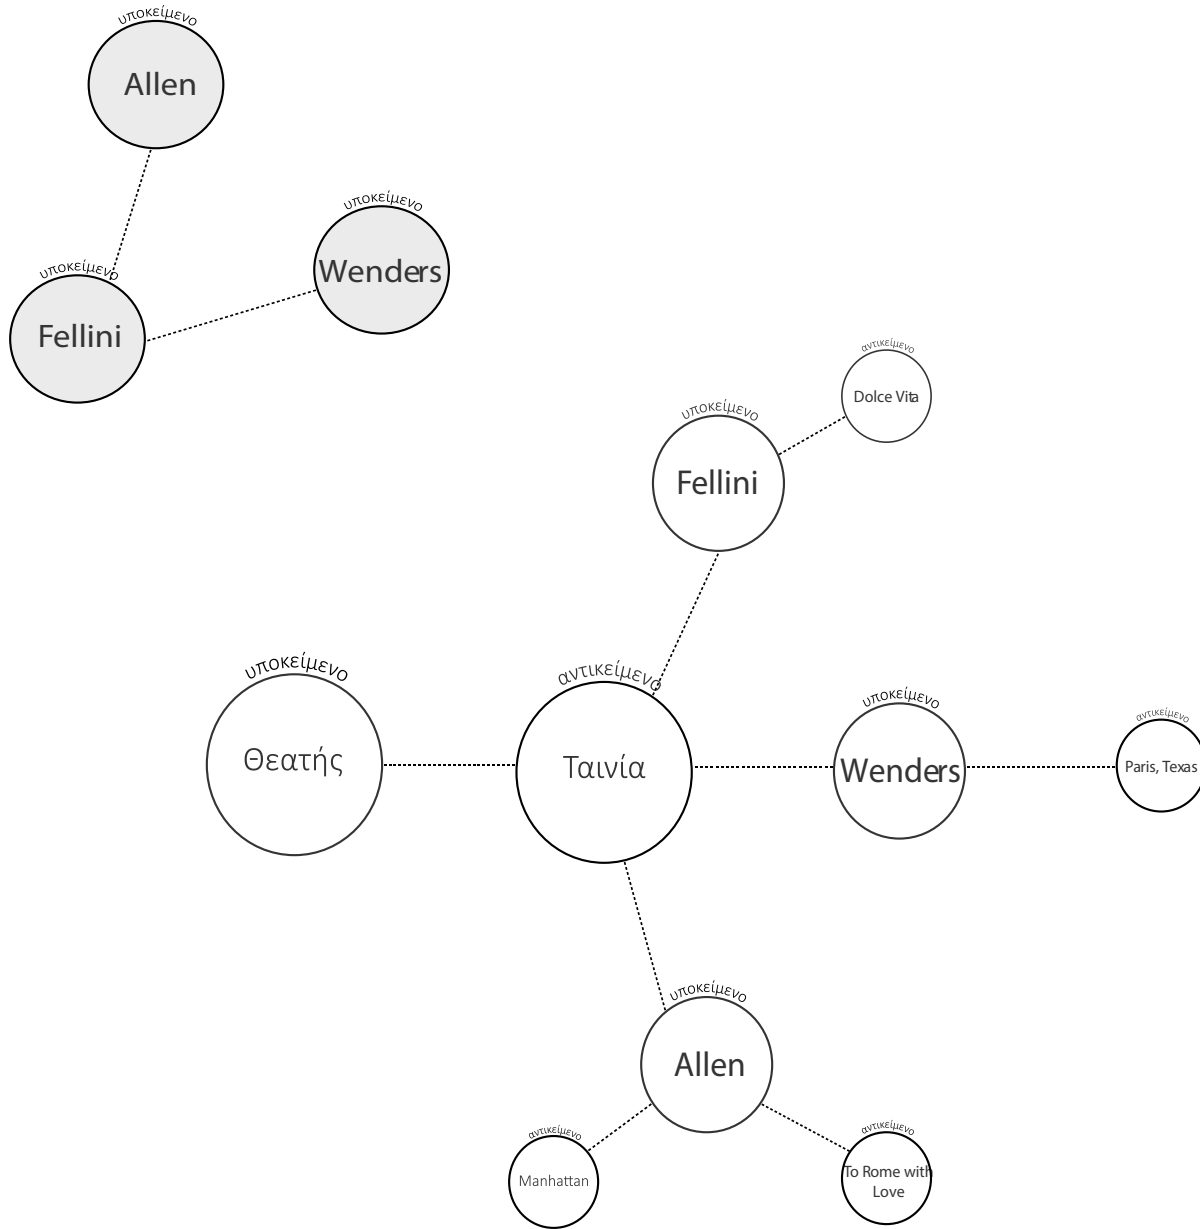 υποκείμενο
Allen
υποκείμενο
Wenders
υποκείμενο
Fellini
αντικείμενο
Dolce Vita
υποκείμενο
Fellini
υποκείμενο
Θεατής
αντικείμενο
Ταινία
υποκείμενο
Wenders
αντικείμενο
Paris, Texas
υποκείμενο
Allen
αντικείμενο
Manhattan
αντικείμενο
To Rome with
Love